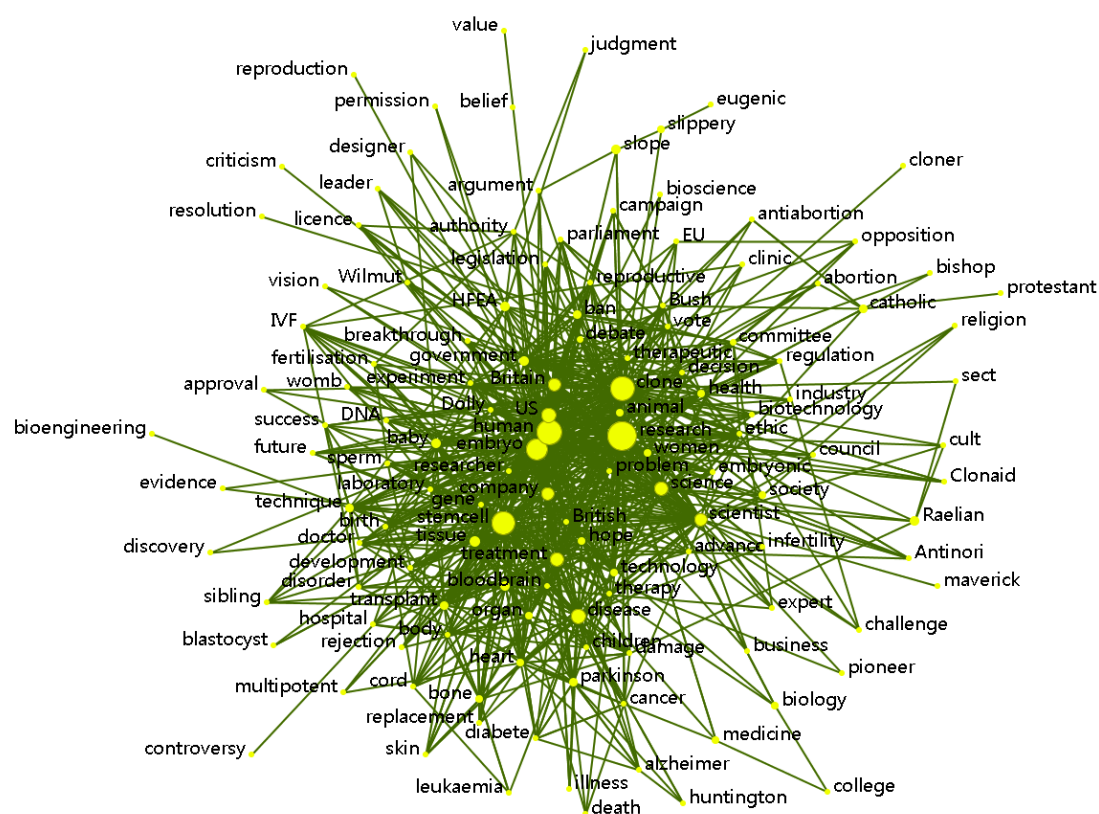 value
judgment
reproduction
permission
belief
eugenic
slippery
designer
slope
criticism
cloner
leader
argument
bioscience
resolution
licence
campaign
antiabortion
authority
parliament
EU
opposition
legislation
clinic
vision
Wilmut
reproductive
abortion
bishop
protestant
HFEA
Bush
catholic
IVF
ban
vote
religion
breakthrough
debate
committee
fertilisation
government
therapeutic
regulation
decision
approval
womb
experiment
Britain
clone
health
industry
sect
success
DNA
Dolly
US
animal
biotechnology
human
research
ethic
future
baby
embryo
women
council
cult
bioengineering
sperm
researcher
problem
embryonic
Clonaid
evidence
laboratory
company
science
society
technique
gene
birth
stemcell
British
scientist
Raelian
doctor
tissue
hope
discovery
treatment
advance
infertility
Antinori
development
technology
disorder
bloodbrain
therapy
maverick
sibling
transplant
organ
disease
expert
hospital
challenge
blastocyst
rejection
body
children
damage
business
heart
parkinson
pioneer
multipotent
cord
bone
cancer
biology
replacement
diabete
medicine
controversy
skin
alzheimer
leukaemia
illness
huntington
college
death